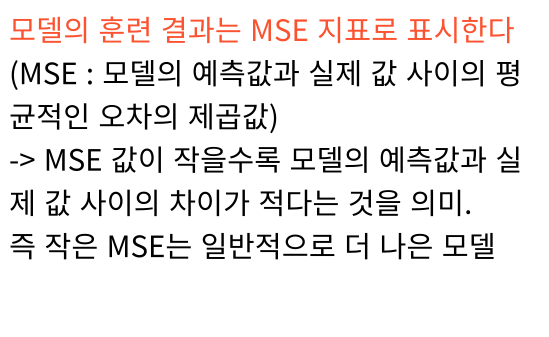 모델의 훈련 결과는 MSE 지표로 표시한다
(MSE : 모델의 예측값과 실제 값 사이의 평
균적인 오차의 제곱값)
-> MSE 값이 작을수록 모델의 예측값과 실
제 값 사이의 차이가 적다는 것을 의미.
즉 작은 MSE는 일반적으로 더 나은 모델